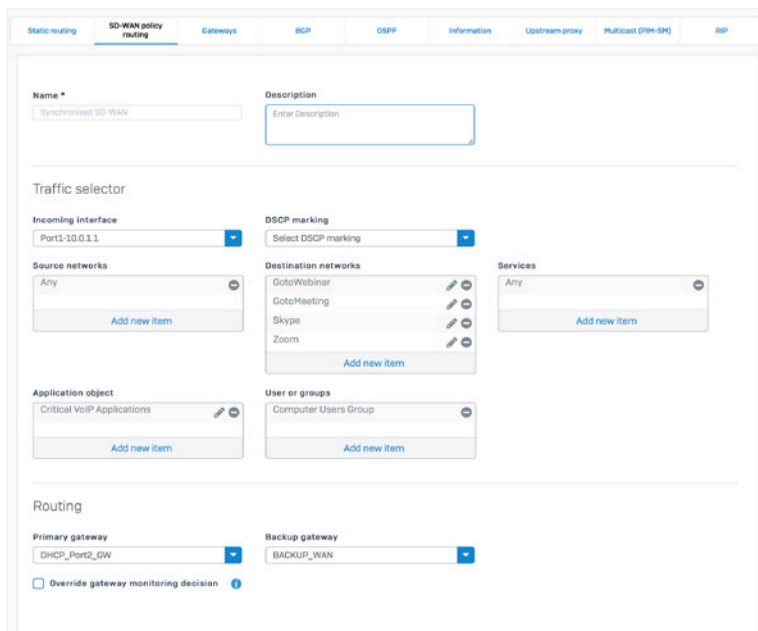 Static routing
SD-WAN policy routing
Gateways
BGP
OSPF
Information
Upstream proxy
Multicast (PIM-SM)
RIP
Name *
Description
Synchronized SD-WAN
Enter Description
Traffic selector
Incoming interface
DSCP marking
Port1-10.0.1.1
Select DSCP marking
Source networks
Destination networks
Services
Any
GotoWebinar
Any
GotoMeeting
Add new item
Skype
Add new item
Zoom
Add new item
Application object
User or groups
Critical VoIP Applications
Computer Users Group
Add new item
Add new item
Routing
Primary gateway
Backup gateway
DHCP_Port2_GW
BACKUP_WAN
Override gateway monitoring decision